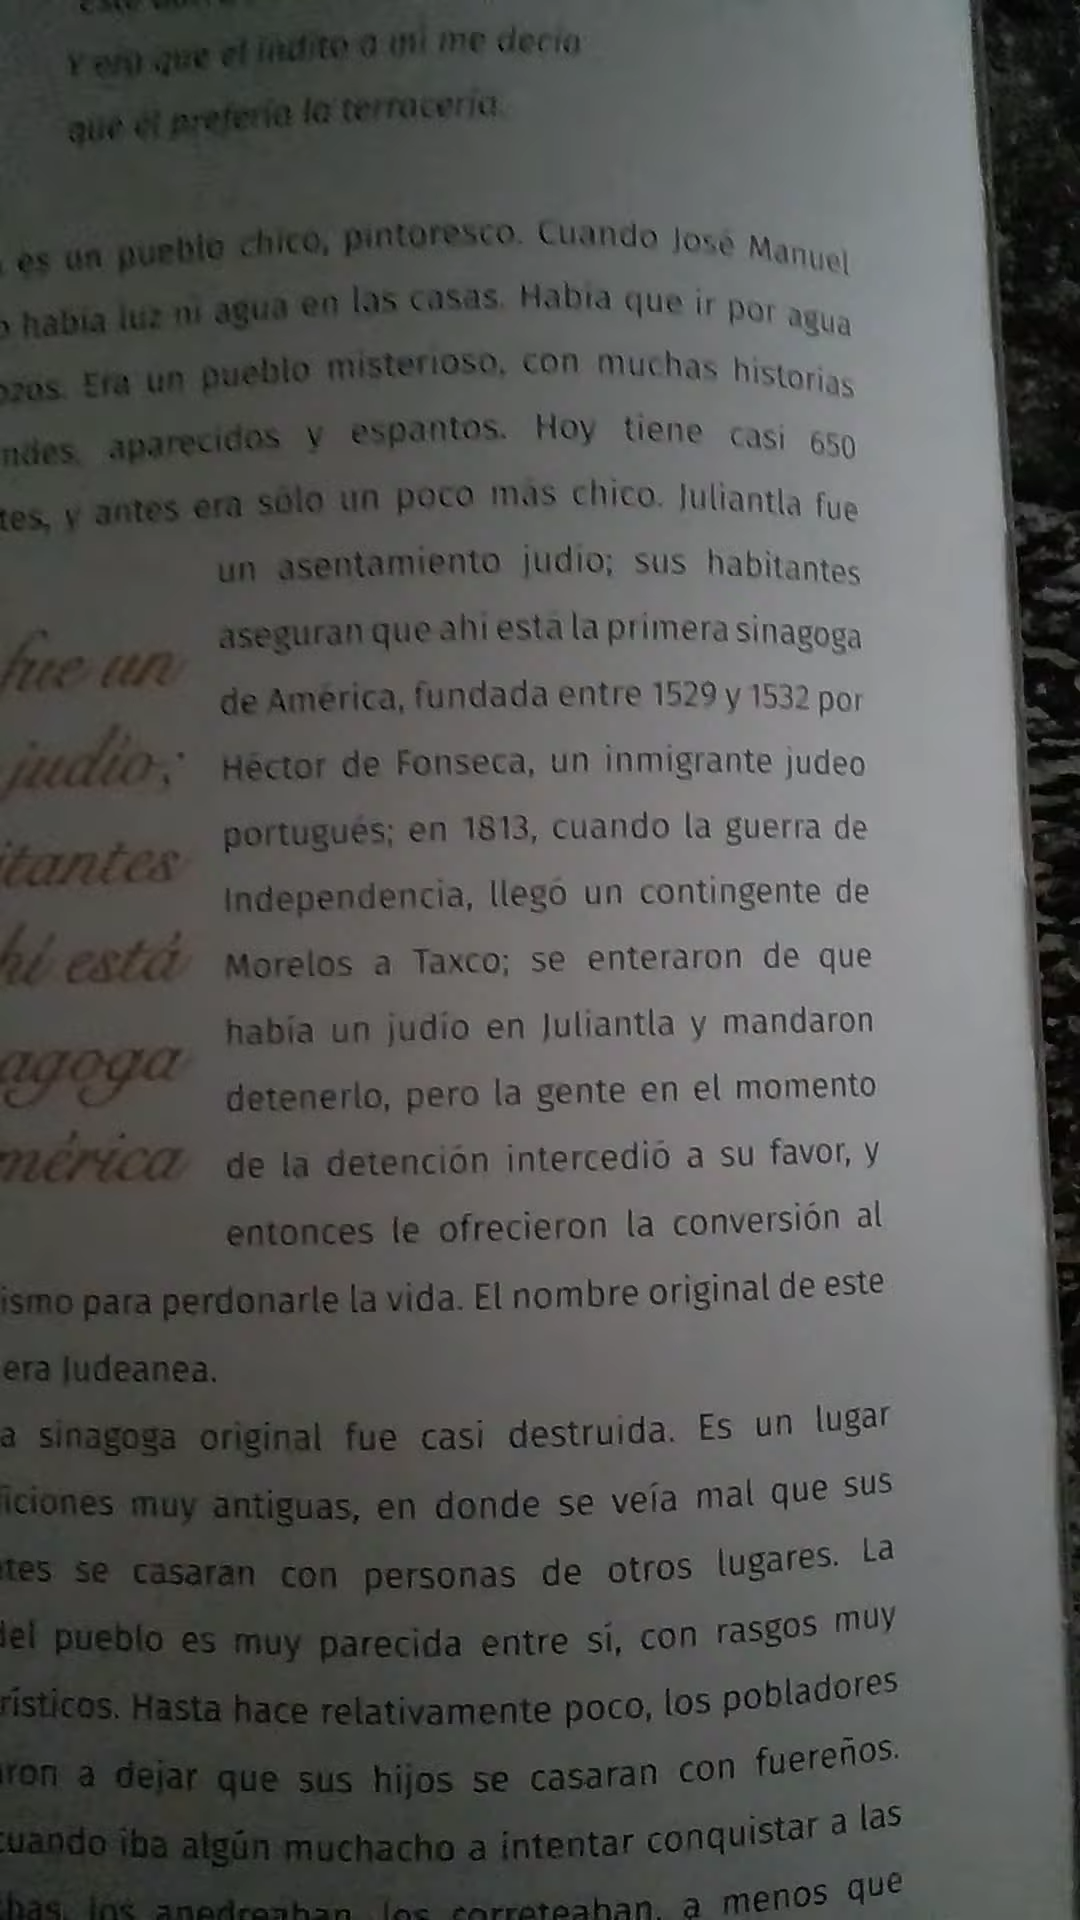 Y era que el indito a mí me decía
que él prefería la terracería.
es un pueblo chico, pintoresco. Cuando José Manuel
había luz ni agua en las casas. Había que ir por agua
ozos. Era un pueblo misterioso, con muchas historias
ndes, aparecidos y espantos. Hoy tiene casi 650
tes, y antes era sólo un poco más chico. Juliantla fue
un asentamiento judío; sus habitantes
aseguran que ahí está la primera sinagoga
de América, fundada entre 1529 y 1532 por
Héctor de Fonseca, un inmigrante judeo
portugués; en 1813, cuando la guerra de
Independencia, llegó un contingente de
Morelos a Taxco; se enteraron de que
había un judío en Juliantla y mandaron
detenerlo, pero la gente en el momento
de la detención intercedió a su favor, y
entonces le ofrecieron la conversión al
fue un
judío;
itantes
hí está
agoga
mérica
ismo para perdonarle la vida. El nombre original de este
era Judeanea.
a sinagoga original fue casi destruida. Es un lugar
iciones muy antiguas, en donde se veía mal que sus
ntes se casaran con personas de otros lugares. La
del pueblo es muy parecida entre sí, con rasgos muy
rísticos. Hasta hace relativamente poco, los pobladores
aron a dejar que sus hijos se casaran con fuereños.
cuando iba algún muchacho a intentar conquistar a las
has, los apedreaban, los correteaban, a menos que